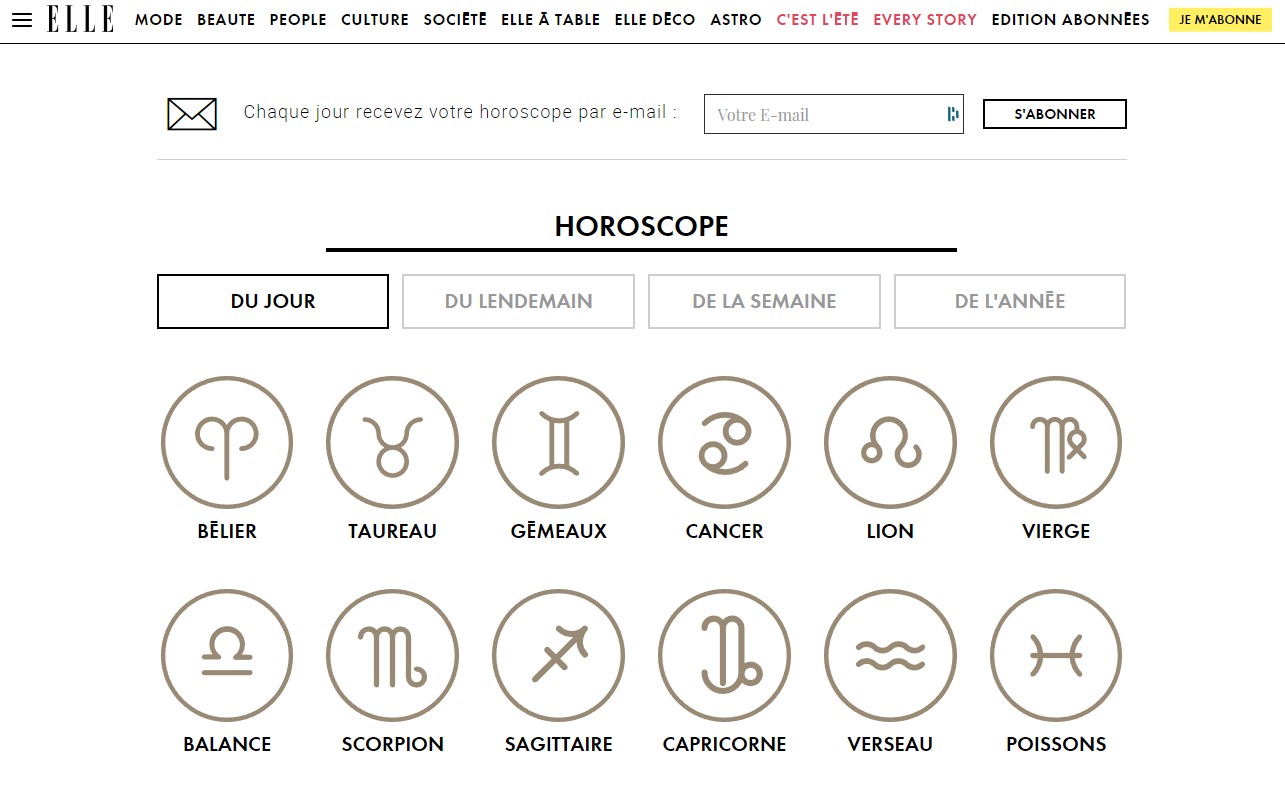 ELLE MODE BEAUTE PEOPLE CULTURE SOCIÉTÉ ELLE À TABLE ELLE DÉCO ASTRO C'EST L'ÉTÉ EVERY STORY EDITION ABONNÉES JE M'ABONNE
Chaque jour recevez votre horoscope par e-mail : Votre E-mail S'ABONNER
HOROSCOPE
DU JOUR DU LENDEMAIN DE LA SEMAINE DE L'ANNÉE
BÉLIER TAUREAU GÉMEAUX CANCER LION VIERGE
BALANCE SCORPION SAGITTAIRE CAPRICORNE VERSEAU POISSONS